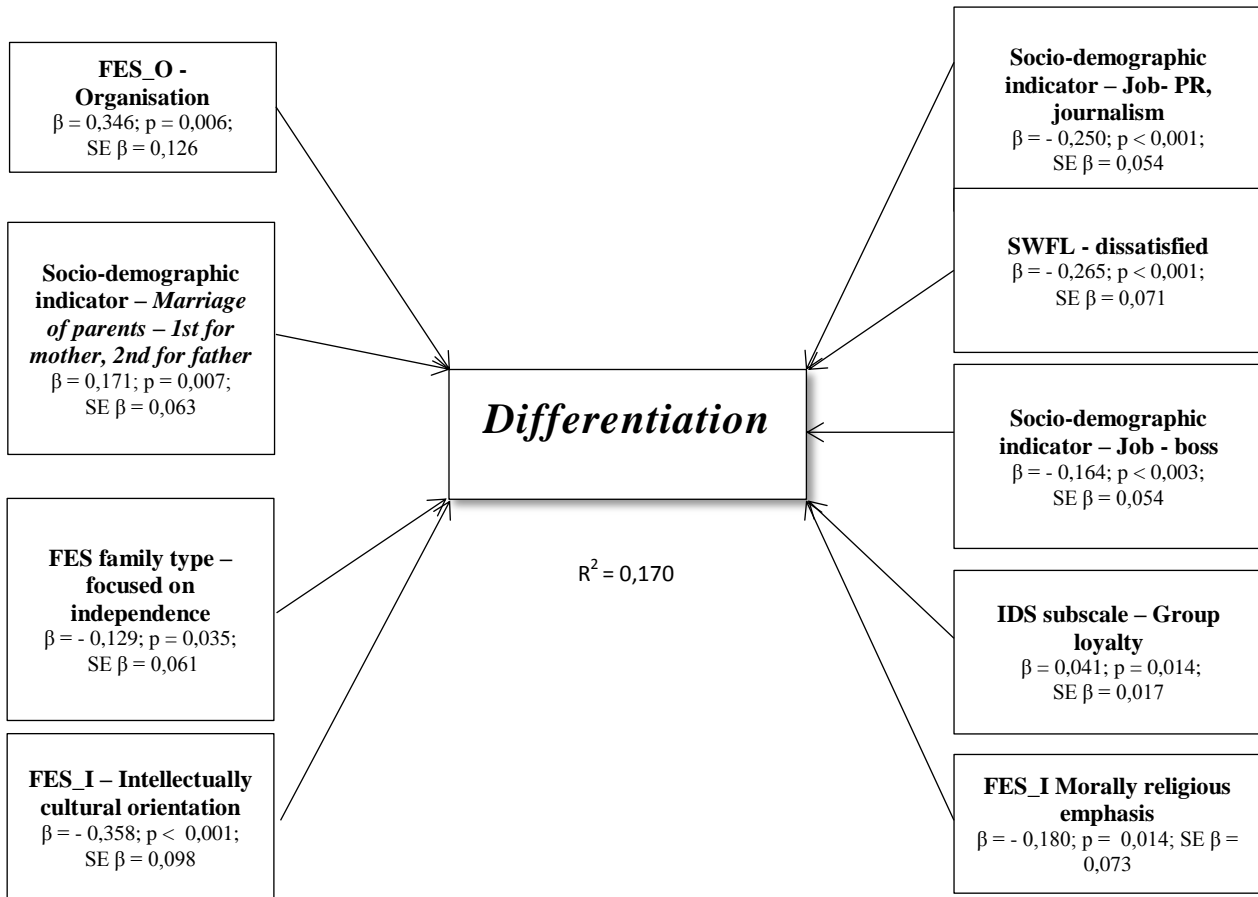 FES_O -
Organisation
β = 0,346; p = 0,006;
SE β = 0,126
Socio-demographic
indicator – Marriage
of parents – 1st for
mother, 2nd for father
β = 0,171; p = 0,007;
SE β = 0,063
FES family type –
focused on
independence
β = - 0,129; p = 0,035;
SE β = 0,061
FES_I – Intellectually
cultural orientation
β = - 0,358; p < 0,001;
SE β = 0,098
Differentiation
R² = 0,170
Socio-demographic
indicator – Job- PR,
journalism
β = - 0,250; p < 0,001;
SE β = 0,054
SWFL - dissatisfied
β = - 0,265; p < 0,001;
SE β = 0,071
Socio-demographic
indicator – Job - boss
β = - 0,164; p < 0,003;
SE β = 0,054
IDS subscale – Group
loyalty
β = 0,041; p = 0,014;
SE β = 0,017
FES_I Morally religious
emphasis
β = - 0,180; p = 0,014; SE β =
0,073